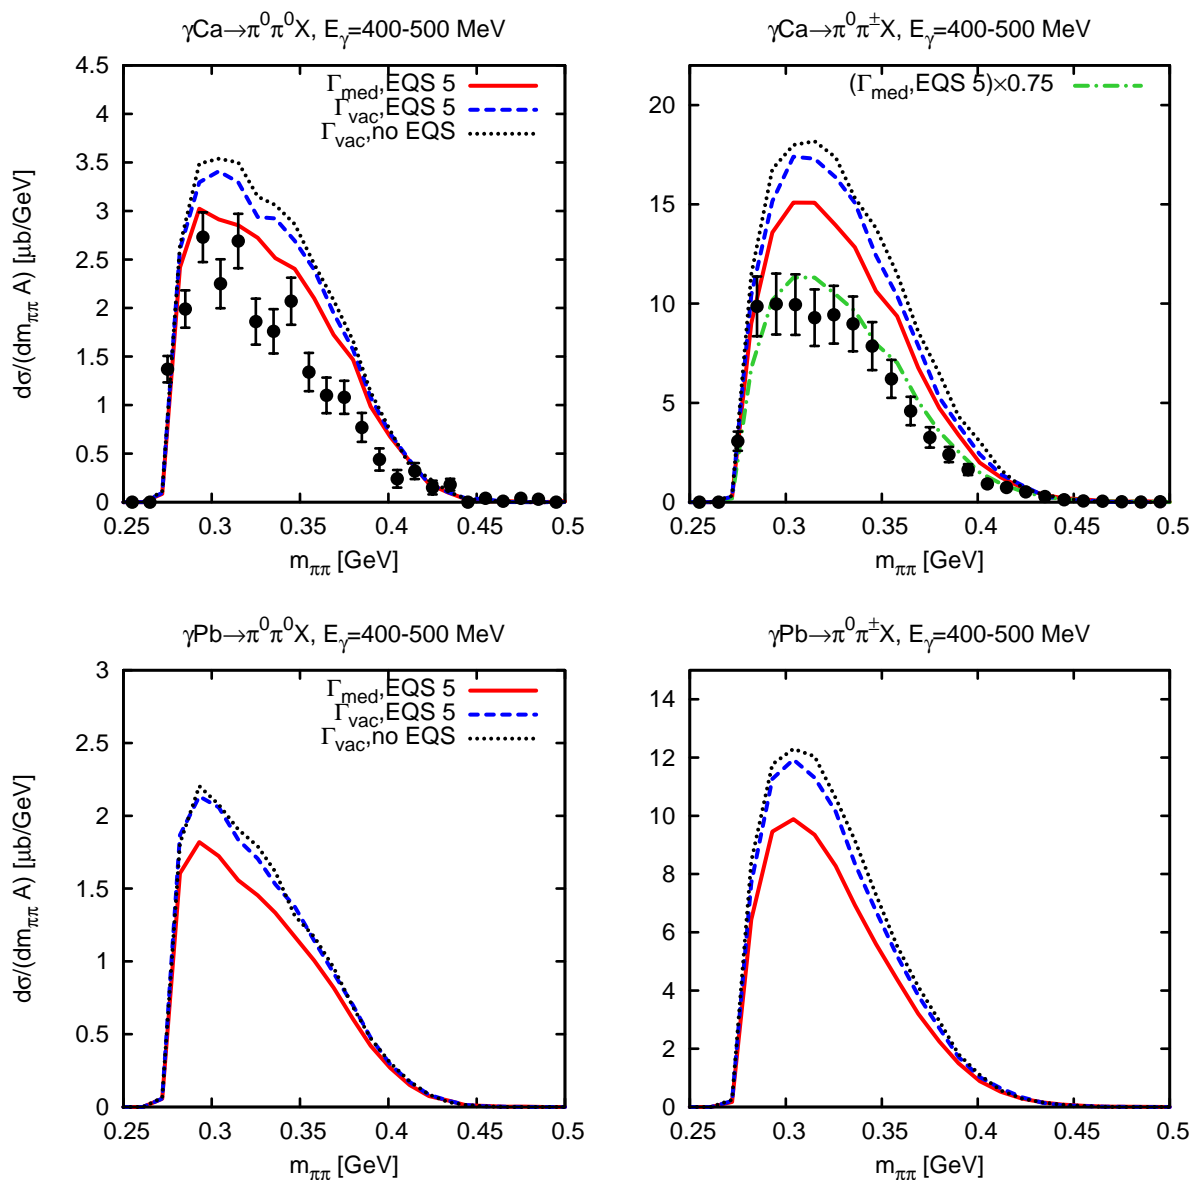 γCa→π⁰π⁰X, E_γ=400-500 MeV
dσ/(dm_ππ A) [μb/GeV]
4.5
4
3.5
3
2.5
2
1.5
1
0.5
0
Γ_med,EQS 5
Γ_vac,EQS 5
Γ_vac,no EQS
0.25 0.3 0.35 0.4 0.45 0.5
m_ππ [GeV]
γCa→π⁰π^±X, E_γ=400-500 MeV
20
15
10
5
0
(Γ_med,EQS 5)×0.75
0.25 0.3 0.35 0.4 0.45 0.5
m_ππ [GeV]
γPb→π⁰π⁰X, E_γ=400-500 MeV
dσ/(dm_ππ A) [μb/GeV]
3
2.5
2
1.5
1
0.5
0
Γ_med,EQS 5
Γ_vac,EQS 5
Γ_vac,no EQS
0.25 0.3 0.35 0.4 0.45 0.5
m_ππ [GeV]
γPb→π⁰π^±X, E_γ=400-500 MeV
14
12
10
8
6
4
2
0
0.25 0.3 0.35 0.4 0.45 0.5
m_ππ [GeV]